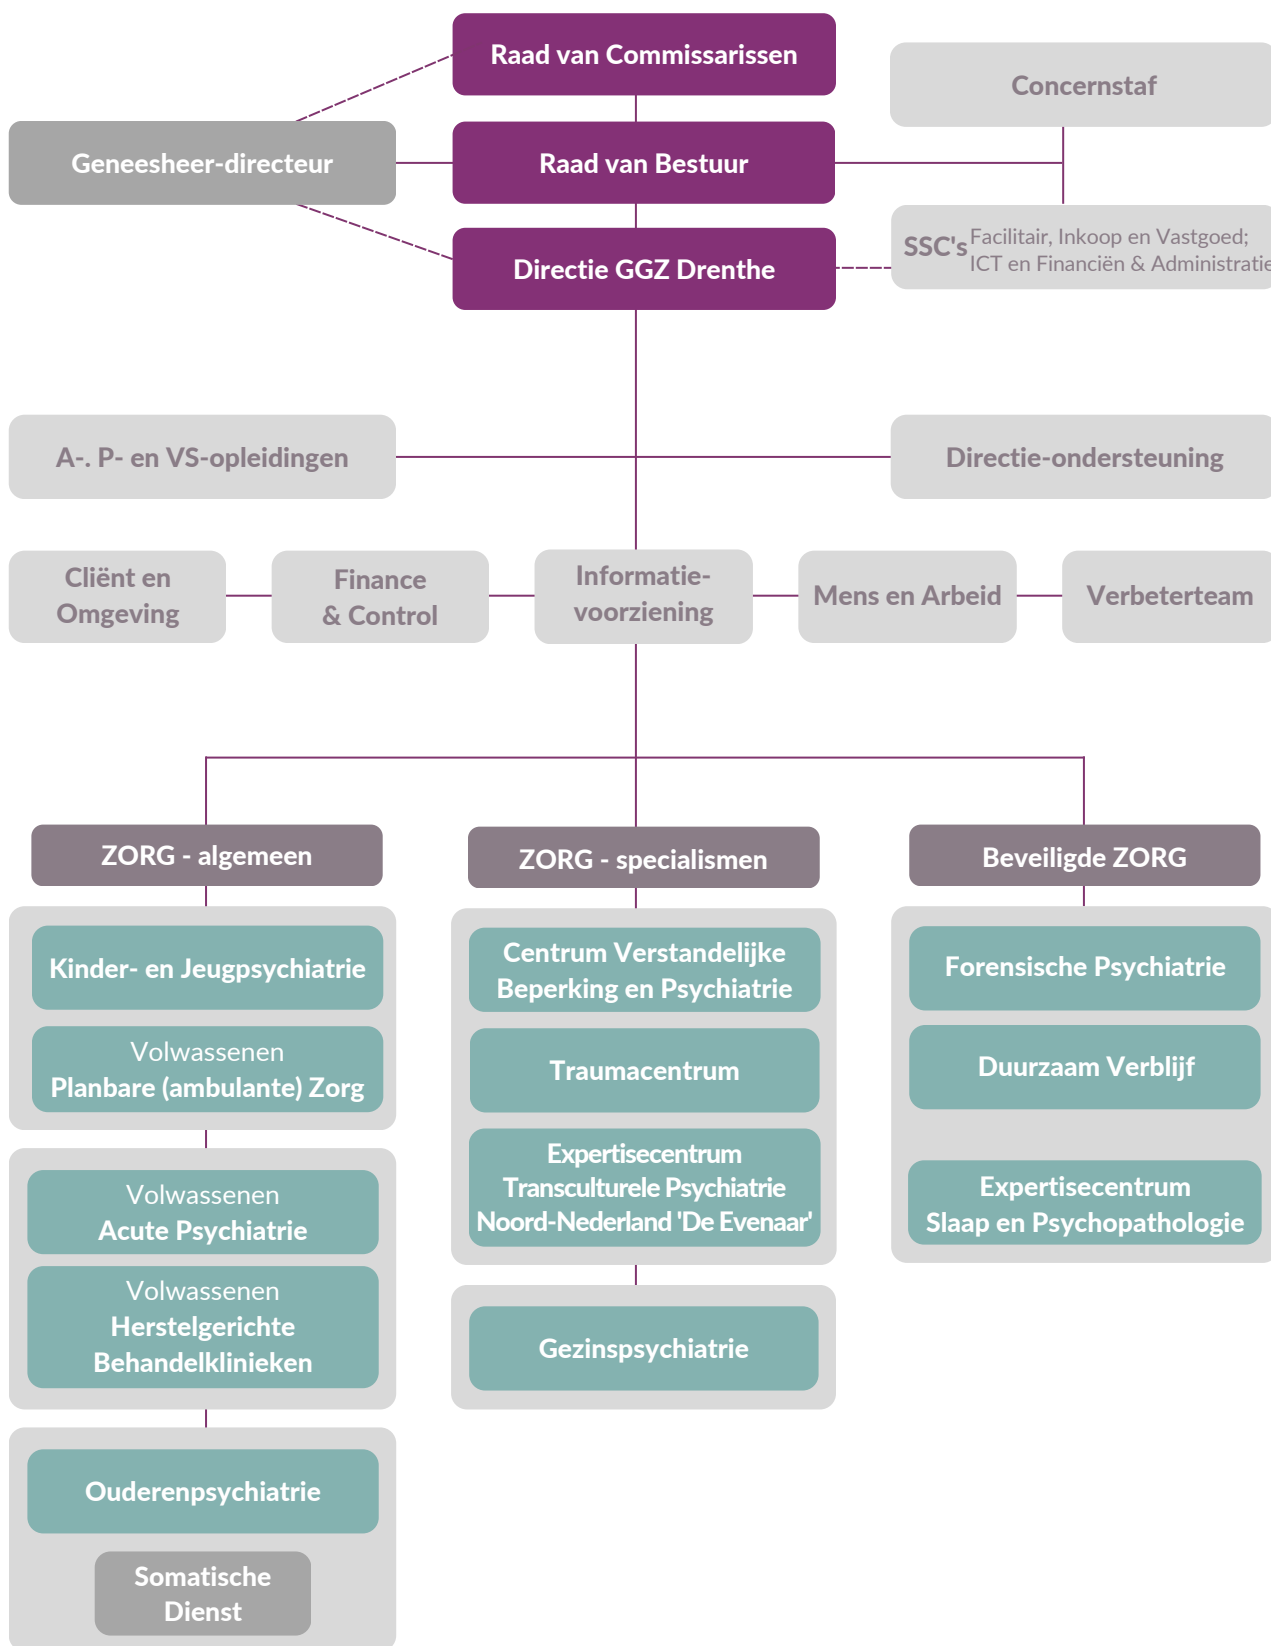 Raad van Commissarissen
Concernstaf
Geneesheer-directeur
Raad van Bestuur
SSC's
Facilitair, Inkoop en Vastgoed;
ICT en Financiën & Administratie
Directie GGZ Drenthe
A-. P- en VS-opleidingen
Directie-ondersteuning
Cliënt en
Omgeving
Finance
& Control
Informatie-
voorziening
Mens en Arbeid
Verbeterteam
ZORG - algemeen
Kinder- en Jeugpsychiatrie
Volwassenen
Planbare (ambulante) Zorg
Volwassenen
Acute Psychiatrie
Volwassenen
Herstelgerichte
Behandelklinieken
Ouderenpsychiatrie
Somatische
Dienst
ZORG - specialismen
Centrum Verstandelijke
Beperking en Psychiatrie
Traumacentrum
Expertisecentrum
Transculturele Psychiatrie
Noord-Nederland 'De Evenaar'
Gezinspsychiatrie
Beveiligde ZORG
Forensische Psychiatrie
Duurzaam Verblijf
Expertisecentrum
Slaap en Psychopathologie